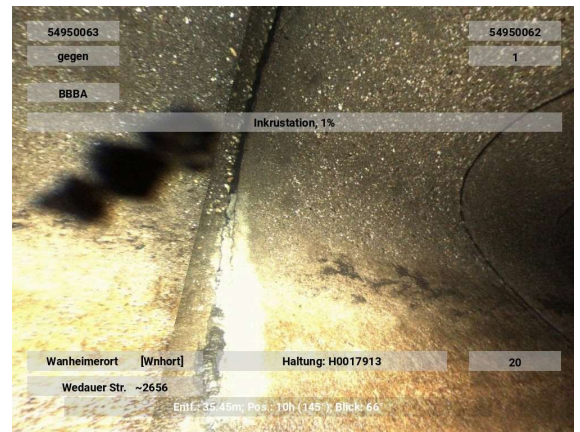 54950063 54950062
gegen 1
BBBA
Inkrustation, 1%
Wanheimerort [Wnhort] Haltung: H0017913 20
Wedauer Str. ~2656
Entf.: 35.45m; Pos.: 10h (145°); Blick: 66°